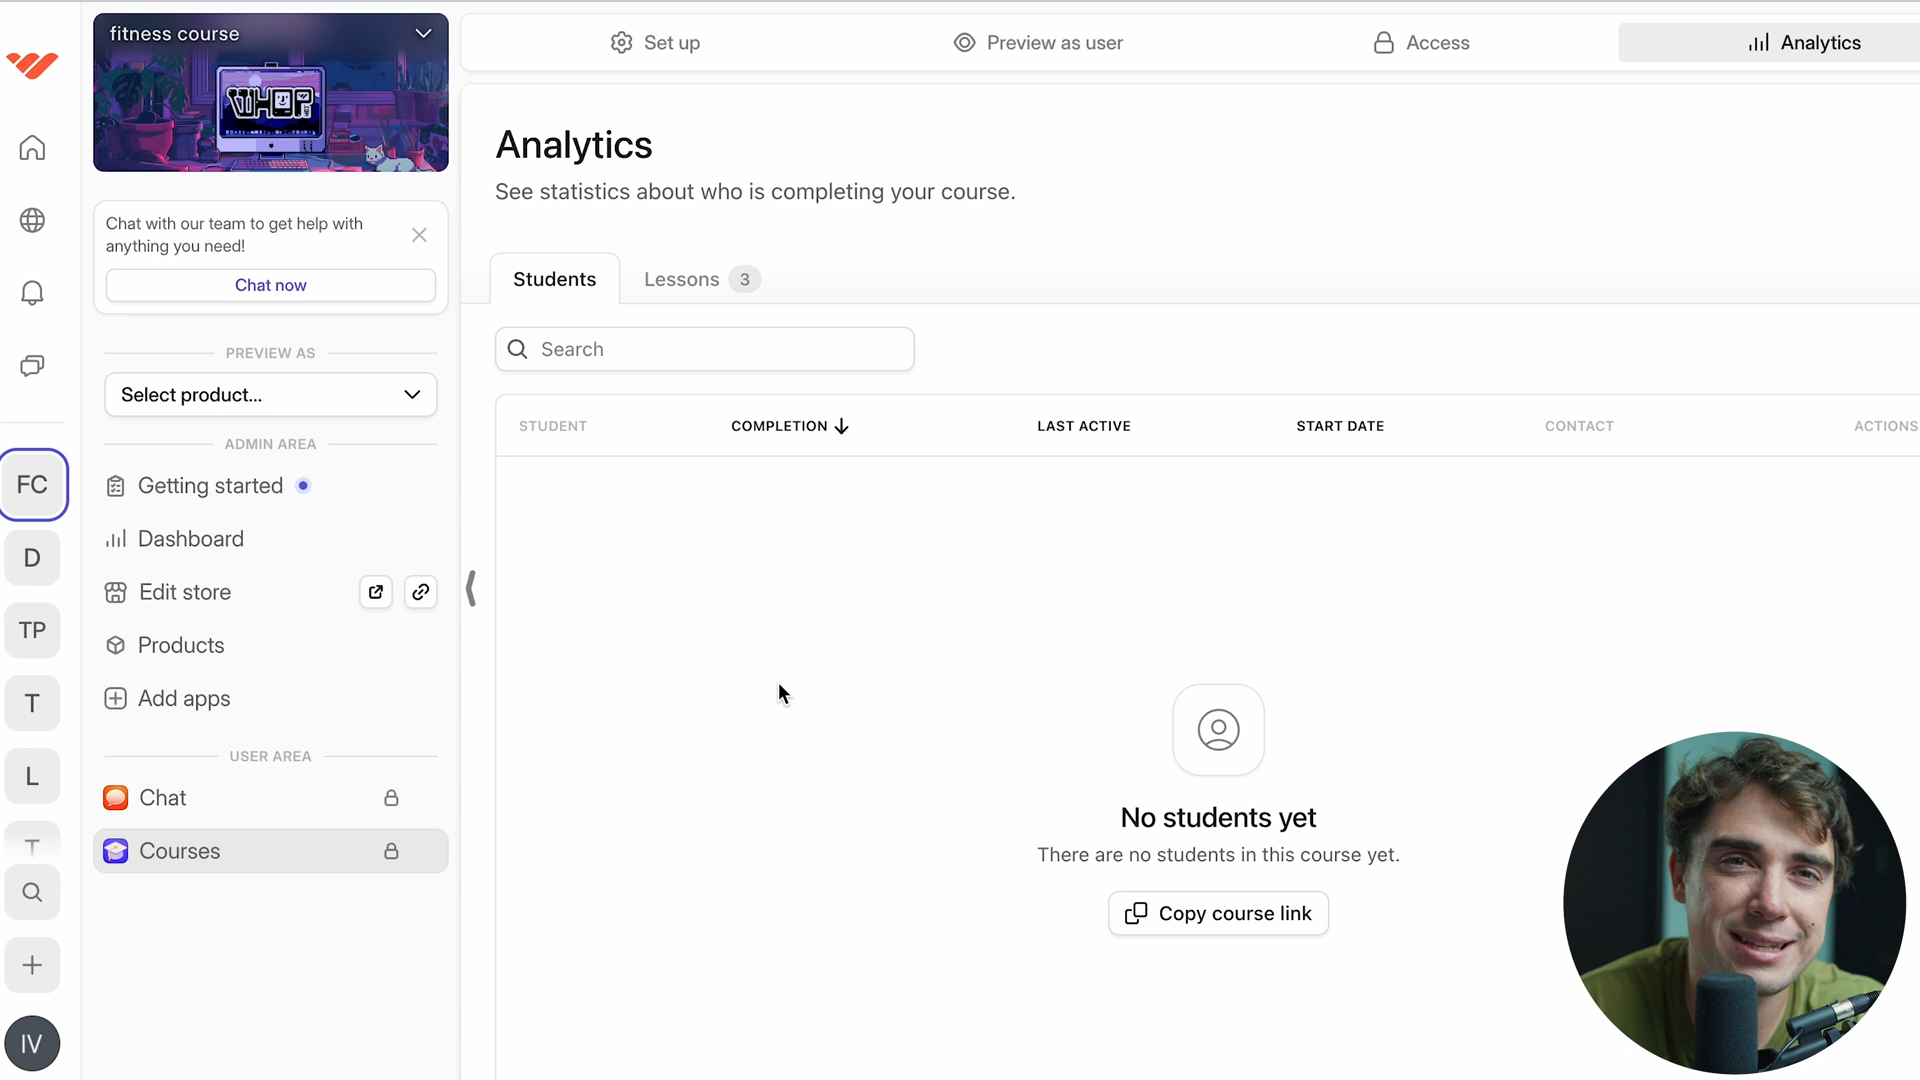 fitness course
WHOP
Set up
Preview as user
Access
Analytics
Chat with our team to get help with
anything you need!
Chat now
PREVIEW AS
Select product...
ADMIN AREA
Getting started
Dashboard
Edit store
Products
Add apps
USER AREA
Chat
Courses
FC
D
TP
T
L
T
IV
Analytics
See statistics about who is completing your course.
Students
Lessons 3
Search
STUDENT COMPLETION LAST ACTIVE START DATE CONTACT ACTIONS
No students yet
There are no students in this course yet.
Copy course link